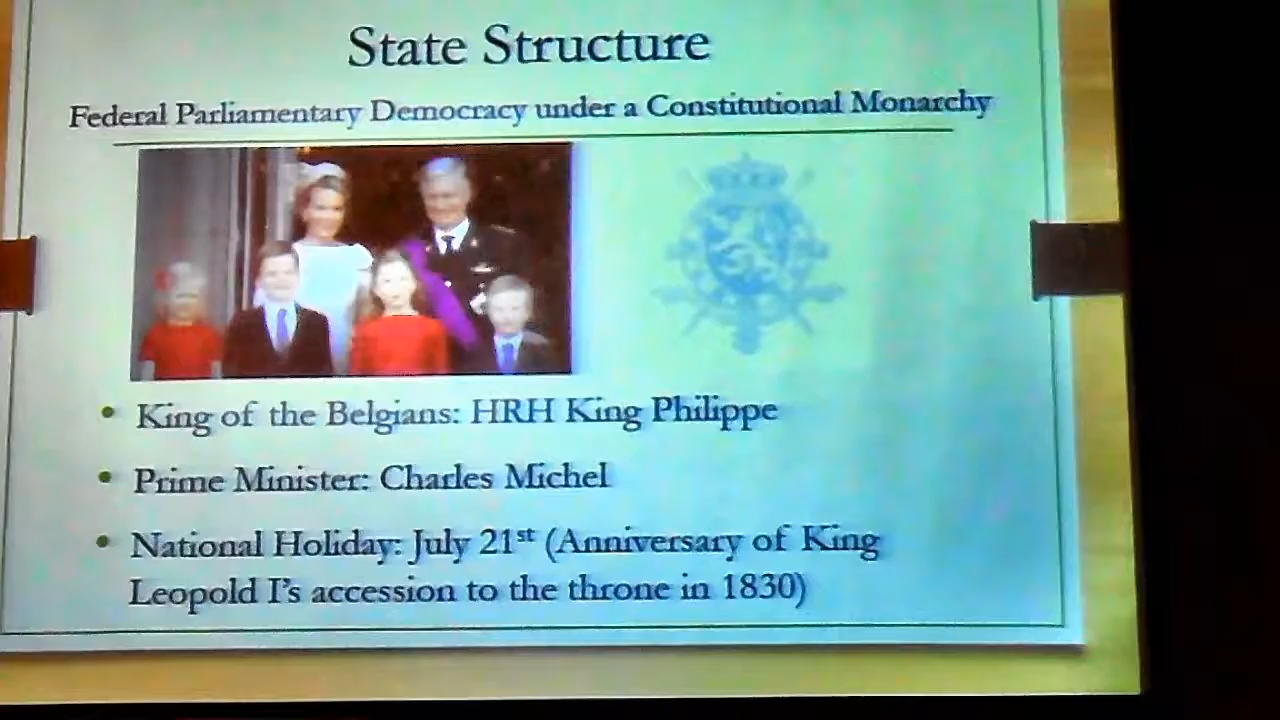 State Structure
Federal Parliamentary Democracy under a Constitutional Monarchy
• King of the Belgians: HRH King Philippe
• Prime Minister: Charles Michel
• National Holiday: July 21st (Anniversary of King
Leopold I's accession to the throne in 1830)